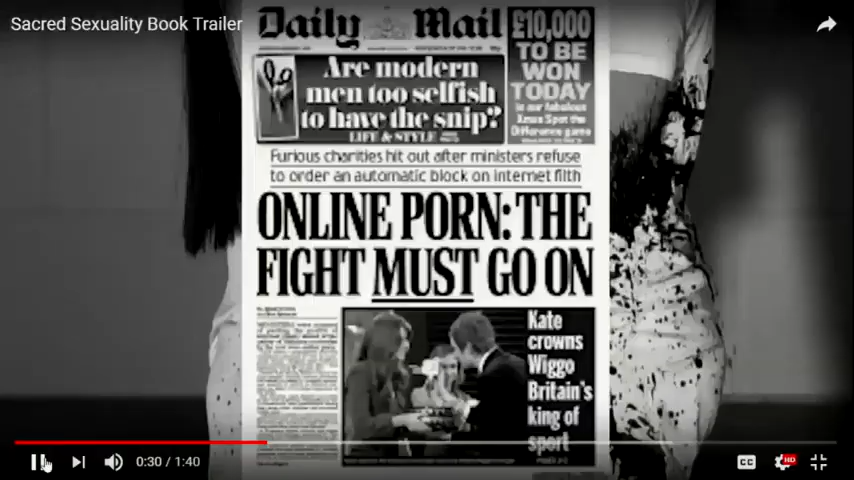 Sacred Sexuality Book Trailer
Daily Mail
£10,000
TO BE
WON
TODAY
in our fabulous
Xmas Spot the
Difference game
Are modern
men too selfish
to have the snip?
LIFE & STYLE
Furious charities hit out after ministers refuse
to order an automatic block on internet filth
ONLINE PORN: THE
FIGHT MUST GO ON
Kate
crowns
Wiggo
Britain's
king of
sport
0:30 / 1:40
CC
HD